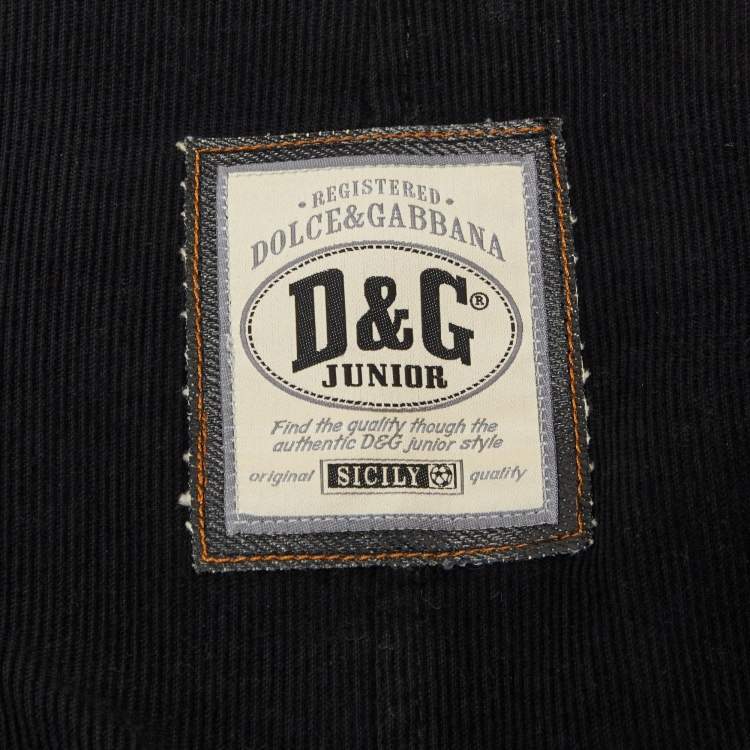 • REGISTERED •
DOLCE&GABBANA
D&G®
JUNIOR
Find the quality though the
authentic D&G junior style
original SICILY quality